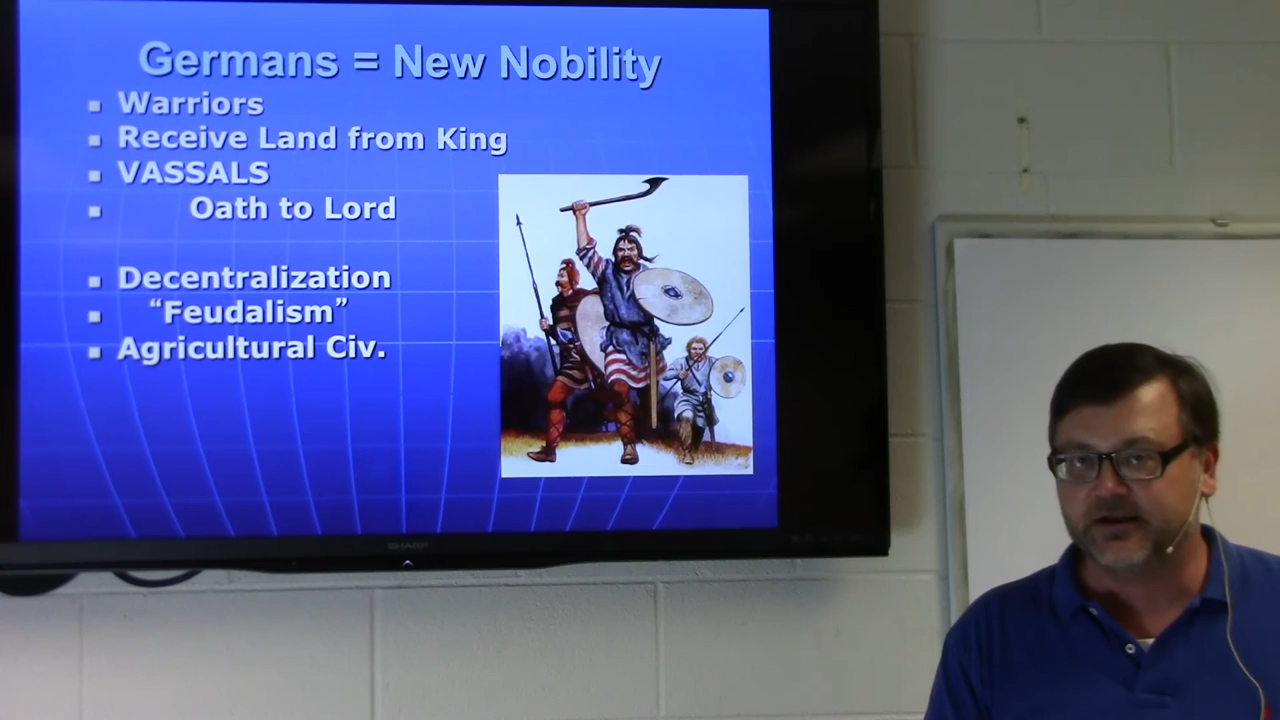 Germans = New Nobility
Warriors
Receive Land from King
VASSALS
Oath to Lord
Decentralization
“Feudalism”
Agricultural Civ.
SHARP